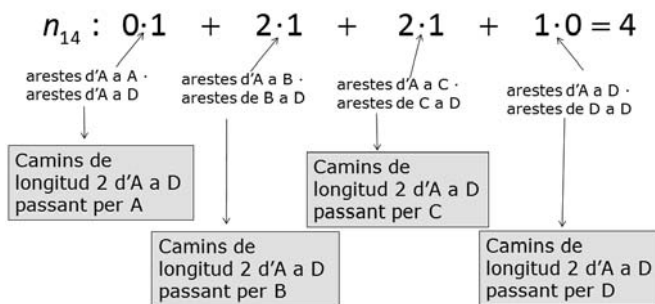 n₁₄ : 0·1 + 2·1 + 2·1 + 1·0 = 4
arestes d'A a A ·
arestes d'A a D
arestes d'A a B ·
arestes de B a D
arestes d'A a C ·
arestes de C a D
arestes d'A a D ·
arestes de D a D
Camins de
longitud 2 d'A a D
passant per A
Camins de
longitud 2 d'A a D
passant per B
Camins de
longitud 2 d'A a D
passant per C
Camins de
longitud 2 d'A a D
passant per D